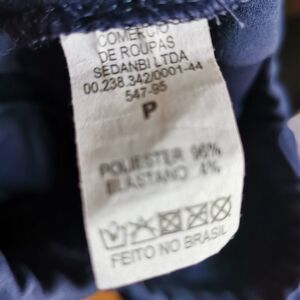 COMERCIO
DE ROUPAS
SEDANBI LTDA
00.238.342/0001-44
547-95
P
POLIESTER 96%
ELASTANO 4%
FEITO NO BRASIL